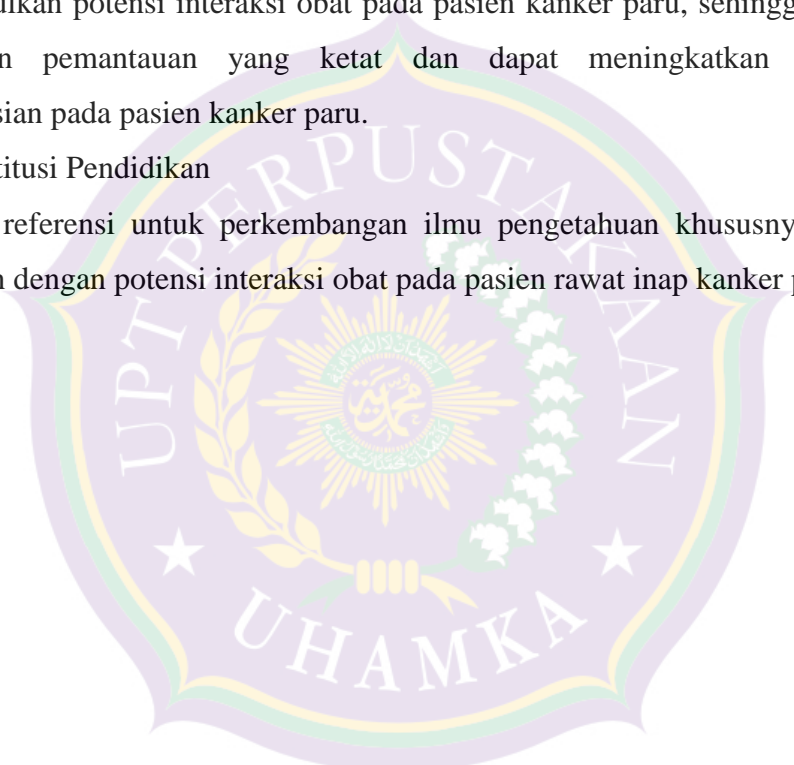 ulkan potensi interaksi obat pada pasien kanker paru, sehingg
n pemantauan yang ketat dan dapat meningkatkan
sian pada pasien kanker paru.
titusi Pendidikan
referensi untuk perkembangan ilmu pengetahuan khususny
n dengan potensi interaksi obat pada pasien rawat inap kanker p
UPT PERPUSTAKAAN
UHAMKA
محمدية